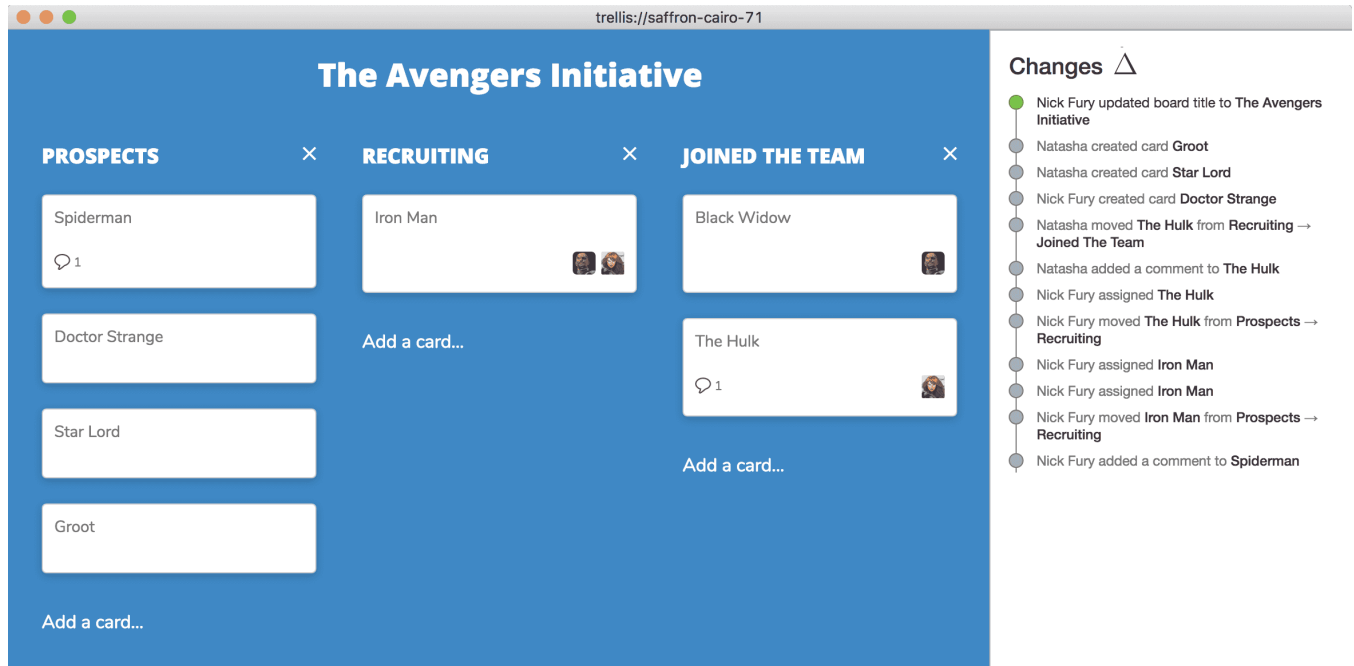 trellis://saffron-cairo-71
The Avengers Initiative
PROSPECTS
Spiderman
1
Doctor Strange
Star Lord
Groot
Add a card...
RECRUITING
Iron Man
Add a card...
JOINED THE TEAM
Black Widow
The Hulk
1
Add a card...
Changes
Nick Fury updated board title to The Avengers
Initiative
Natasha created card Groot
Natasha created card Star Lord
Nick Fury created card Doctor Strange
Natasha moved The Hulk from Recruiting →
Joined The Team
Natasha added a comment to The Hulk
Nick Fury assigned The Hulk
Nick Fury moved The Hulk from Prospects →
Recruiting
Nick Fury assigned Iron Man
Nick Fury assigned Iron Man
Nick Fury moved Iron Man from Prospects →
Recruiting
Nick Fury added a comment to Spiderman